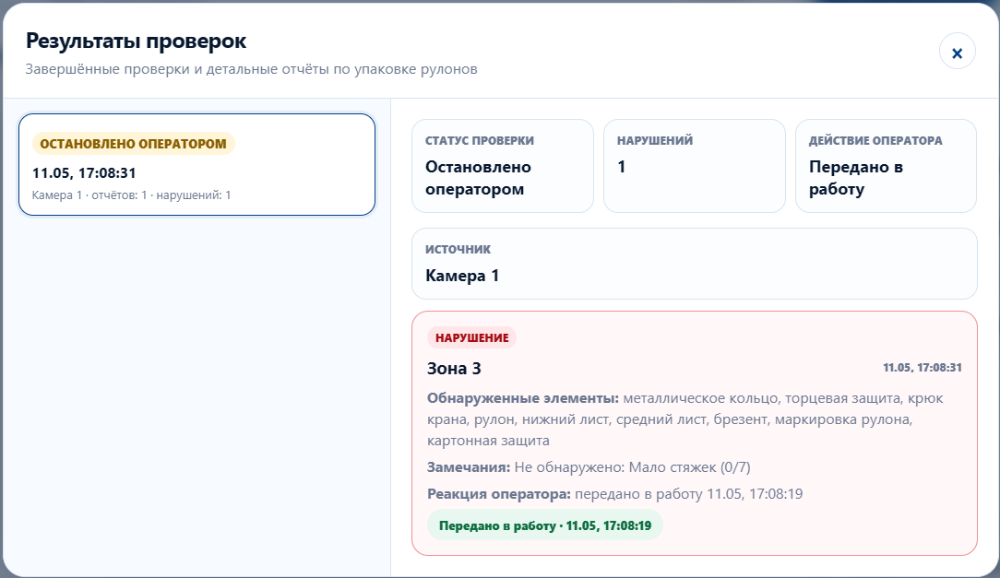 Результаты проверок
Завершённые проверки и детальные отчёты по упаковке рулонов
×
ОСТАНОВЛЕНО ОПЕРАТОРОМ
11.05, 17:08:31
Камера 1 · отчётов: 1 · нарушений: 1
СТАТУС ПРОВЕРКИ
Остановлено
оператором
НАРУШЕНИЙ
1
ДЕЙСТВИЕ ОПЕРАТОРА
Передано в
работу
ИСТОЧНИК
Камера 1
НАРУШЕНИЕ
Зона 3
11.05, 17:08:31
Обнаруженные элементы: металлическое кольцо, торцевая защита, крюк
крана, рулон, нижний лист, средний лист, брезент, маркировка рулона,
картонная защита
Замечания: Не обнаружено: Мало стяжек (0/7)
Реакция оператора: передано в работу 11.05, 17:08:19
Передано в работу · 11.05, 17:08:19